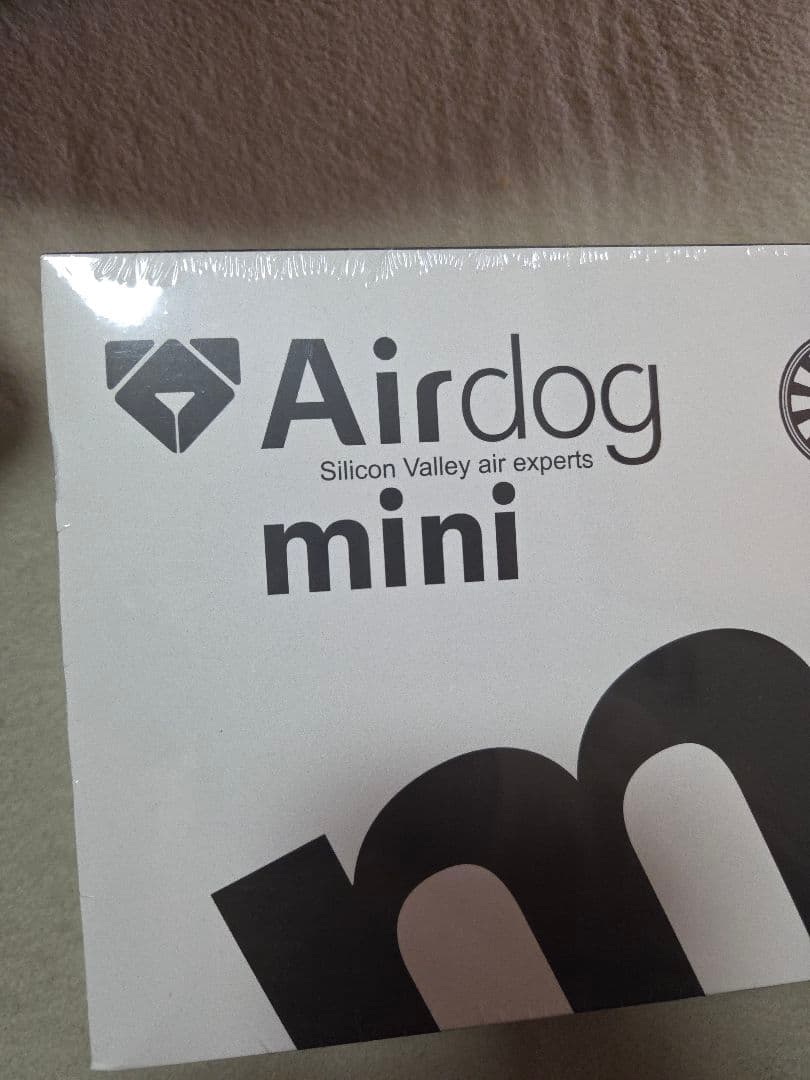 Airdog
Silicon Valley air experts
mini
m